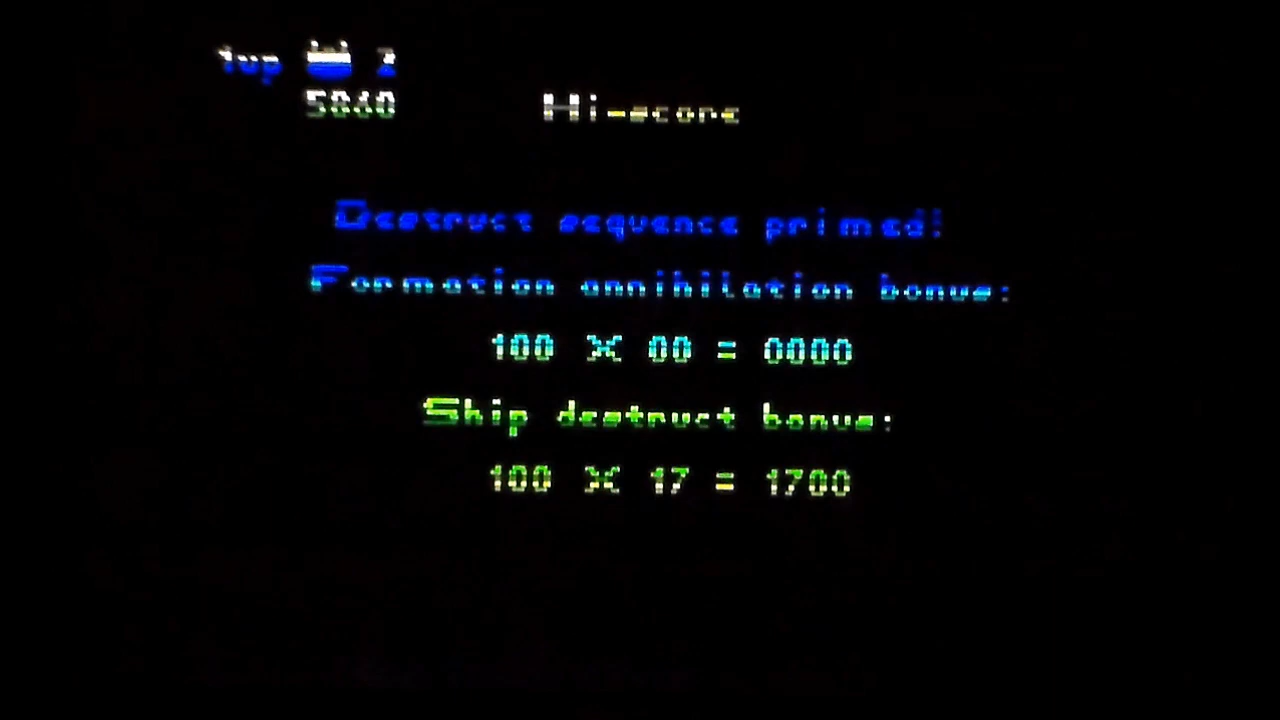 1up 2
5060 Hi-score
Destruct sequence primed:
Formation annihilation bonus:
100 X 00 = 0000
Ship destruct bonus:
100 X 17 = 1700